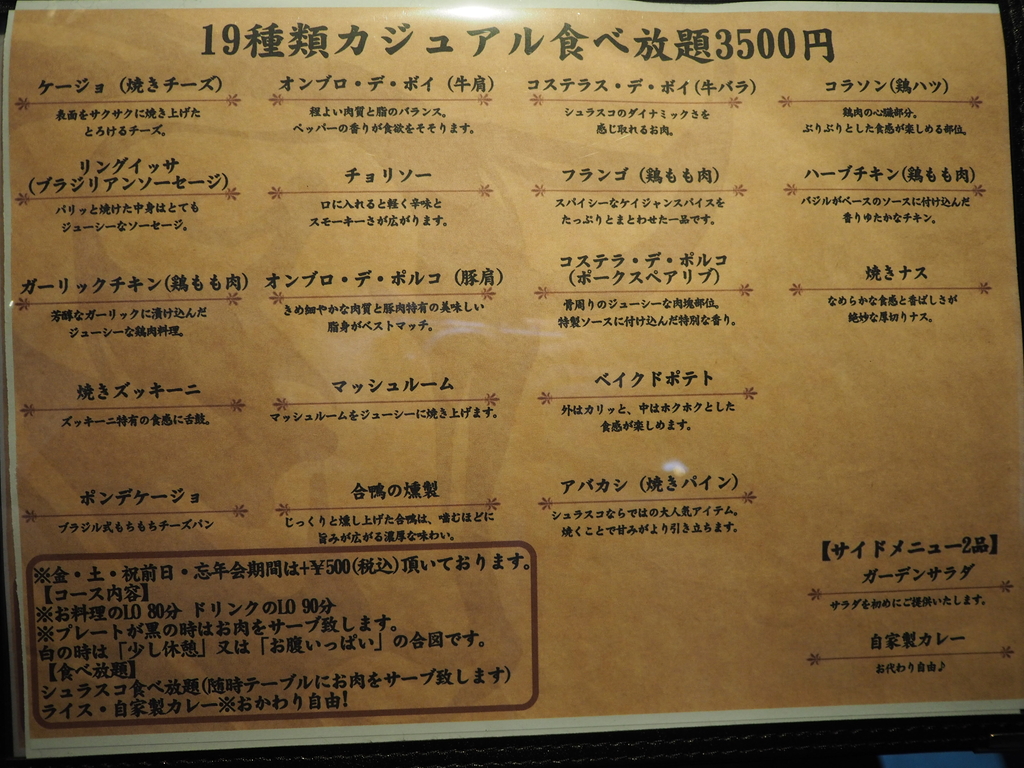 19種類カジュアル食べ放題3500円
ケージョ（焼きチーズ）
表面をサクサクに焼き上げた
とろけるチーズ。
オンブロ・デ・ボイ（牛肩）
程よい肉質と脂のバランス。
ペッパーの香りが食欲をそそります。
コステラス・デ・ボイ(牛バラ)
シュラスコのダイナミックさを
感じ取れるお肉。
コラソン(鶏ハツ)
鶏肉の心臓部分。
ぷりぷりとした食感が楽しめる部位。
リングイッサ
(ブラジリアンソーセージ)
パリッと焼けた中身はとても
ジューシーなソーセージ。
チョリソー
口に入れると軽く辛味と
スモーキーさが広がります。
フランゴ（鶏もも肉）
スパイシーなケイジャンスパイスを
たっぷりとまとわせた一品です。
ハーブチキン(鶏もも肉)
バジルがベースのソースに付け込んだ
香りゆたかなチキン。
ガーリックチキン(鶏もも肉)
芳醇なガーリックに漬け込んだ
ジューシーな鶏肉料理。
オンブロ・デ・ポルコ（豚肩）
きめ細やかな肉質と豚肉特有の美味しい
脂身がベストマッチ。
コステラ・デ・ポルコ
(ポークスペアリブ)
骨周りのジューシーな肉塊部位。
特製ソースに付け込んだ特別な香り。
焼きナス
なめらかな食感と香ばしさが
絶妙な厚切りナス。
焼きズッキーニ
ズッキーニ特有の食感に舌鼓。
マッシュルーム
マッシュルームをジューシーに焼き上げます。
ベイクドポテト
外はカリッと、中はホクホクとした
食感が楽しめます。
ポンデケージョ
ブラジル式もちもちチーズパン
合鴨の燻製
じっくりと燻し上げた合鴨は、噛むほどに
旨みが広がる濃厚な味わい。
アバカシ（焼きパイン）
シュラスコならではの大人気アイテム。
焼くことで甘みがより引き立ちます。
【サイドメニュー2品】
ガーデンサラダ
サラダを初めにご提供いたします。
自家製カレー
お代わり自由♪
※金・土・祝前日・忘年会期間は+¥500(税込)頂いております。
【コース内容】
※お料理のLO 80分 ドリンクのLO 90分
※プレートが黒の時はお肉をサーブ致します。
白の時は「少し休憩」又は「お腹いっぱい」の合図です。
【食べ放題】
シュラスコ食べ放題(随時テーブルにお肉をサーブ致します)
ライス・自家製カレー※おかわり自由!